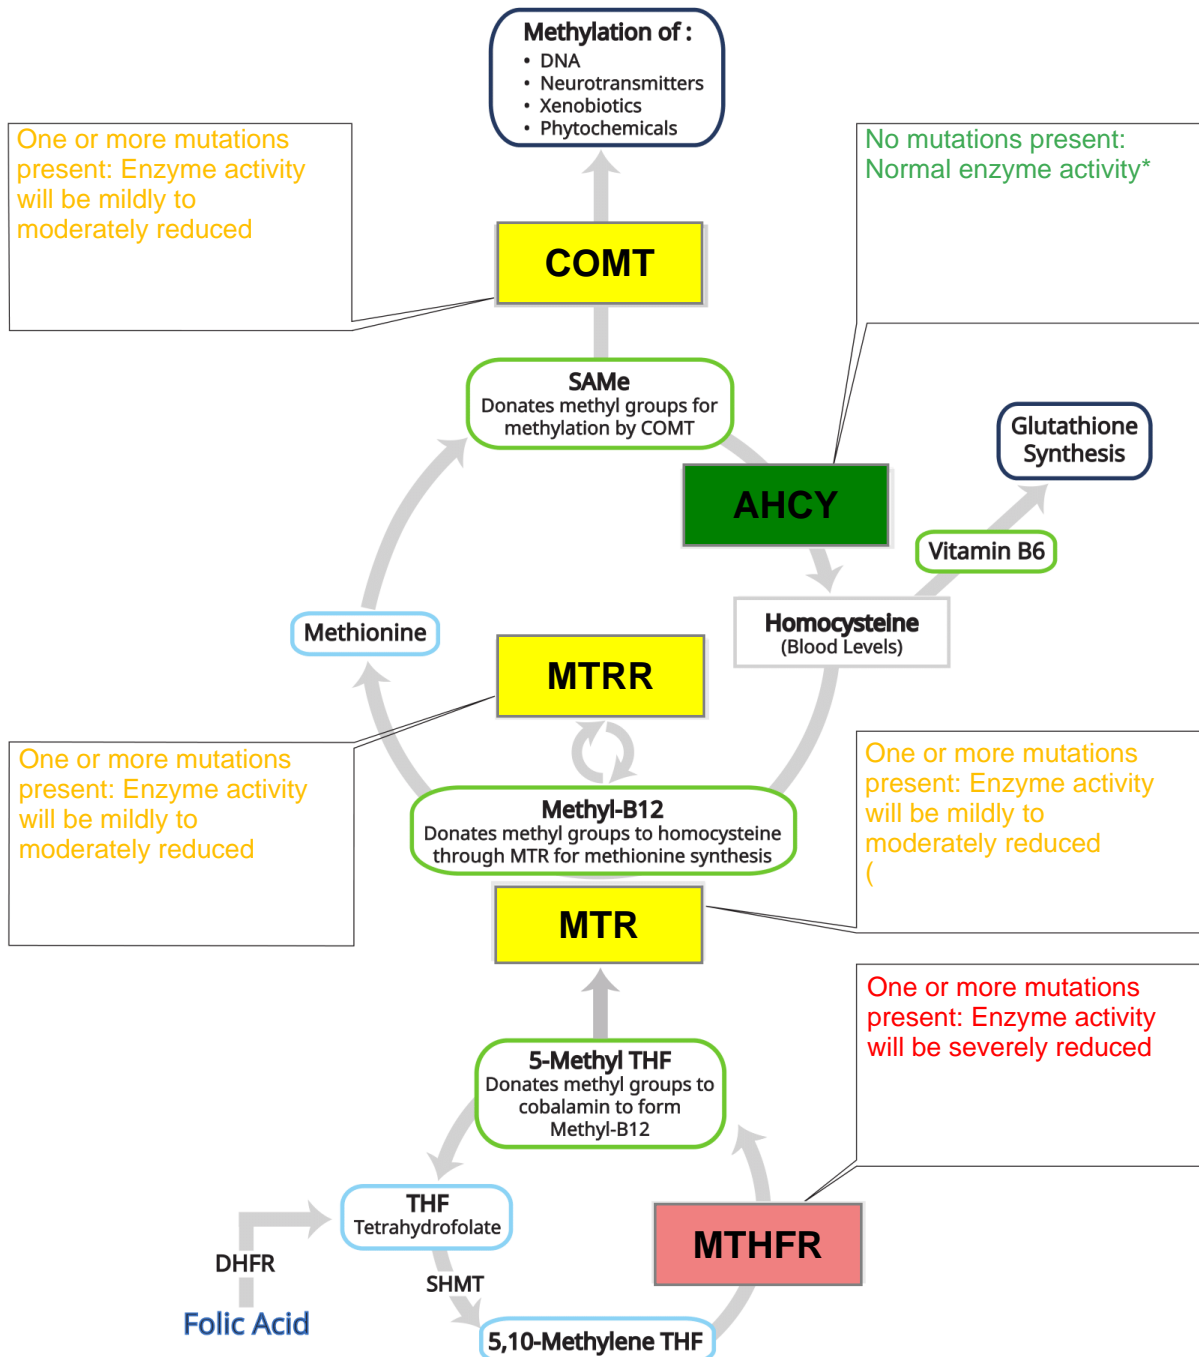 Methylation of :
• DNA
• Neurotransmitters
• Xenobiotics
• Phytochemicals
One or more mutations
present: Enzyme activity
will be mildly to
moderately reduced
No mutations present:
Normal enzyme activity*
COMT
SAMe
Donates methyl groups for
methylation by COMT
Glutathione
Synthesis
AHCY
Vitamin B6
Methionine
Homocysteine
(Blood Levels)
MTRR
One or more mutations
present: Enzyme activity
will be mildly to
moderately reduced
One or more mutations
present: Enzyme activity
will be mildly to
moderately reduced
(
Methyl-B12
Donates methyl groups to homocysteine
through MTR for methionine synthesis
MTR
One or more mutations
present: Enzyme activity
will be severely reduced
5-Methyl THF
Donates methyl groups to
cobalamin to form
Methyl-B12
THF
Tetrahydrofolate
MTHFR
DHFR
SHMT
Folic Acid
5,10-Methylene THF